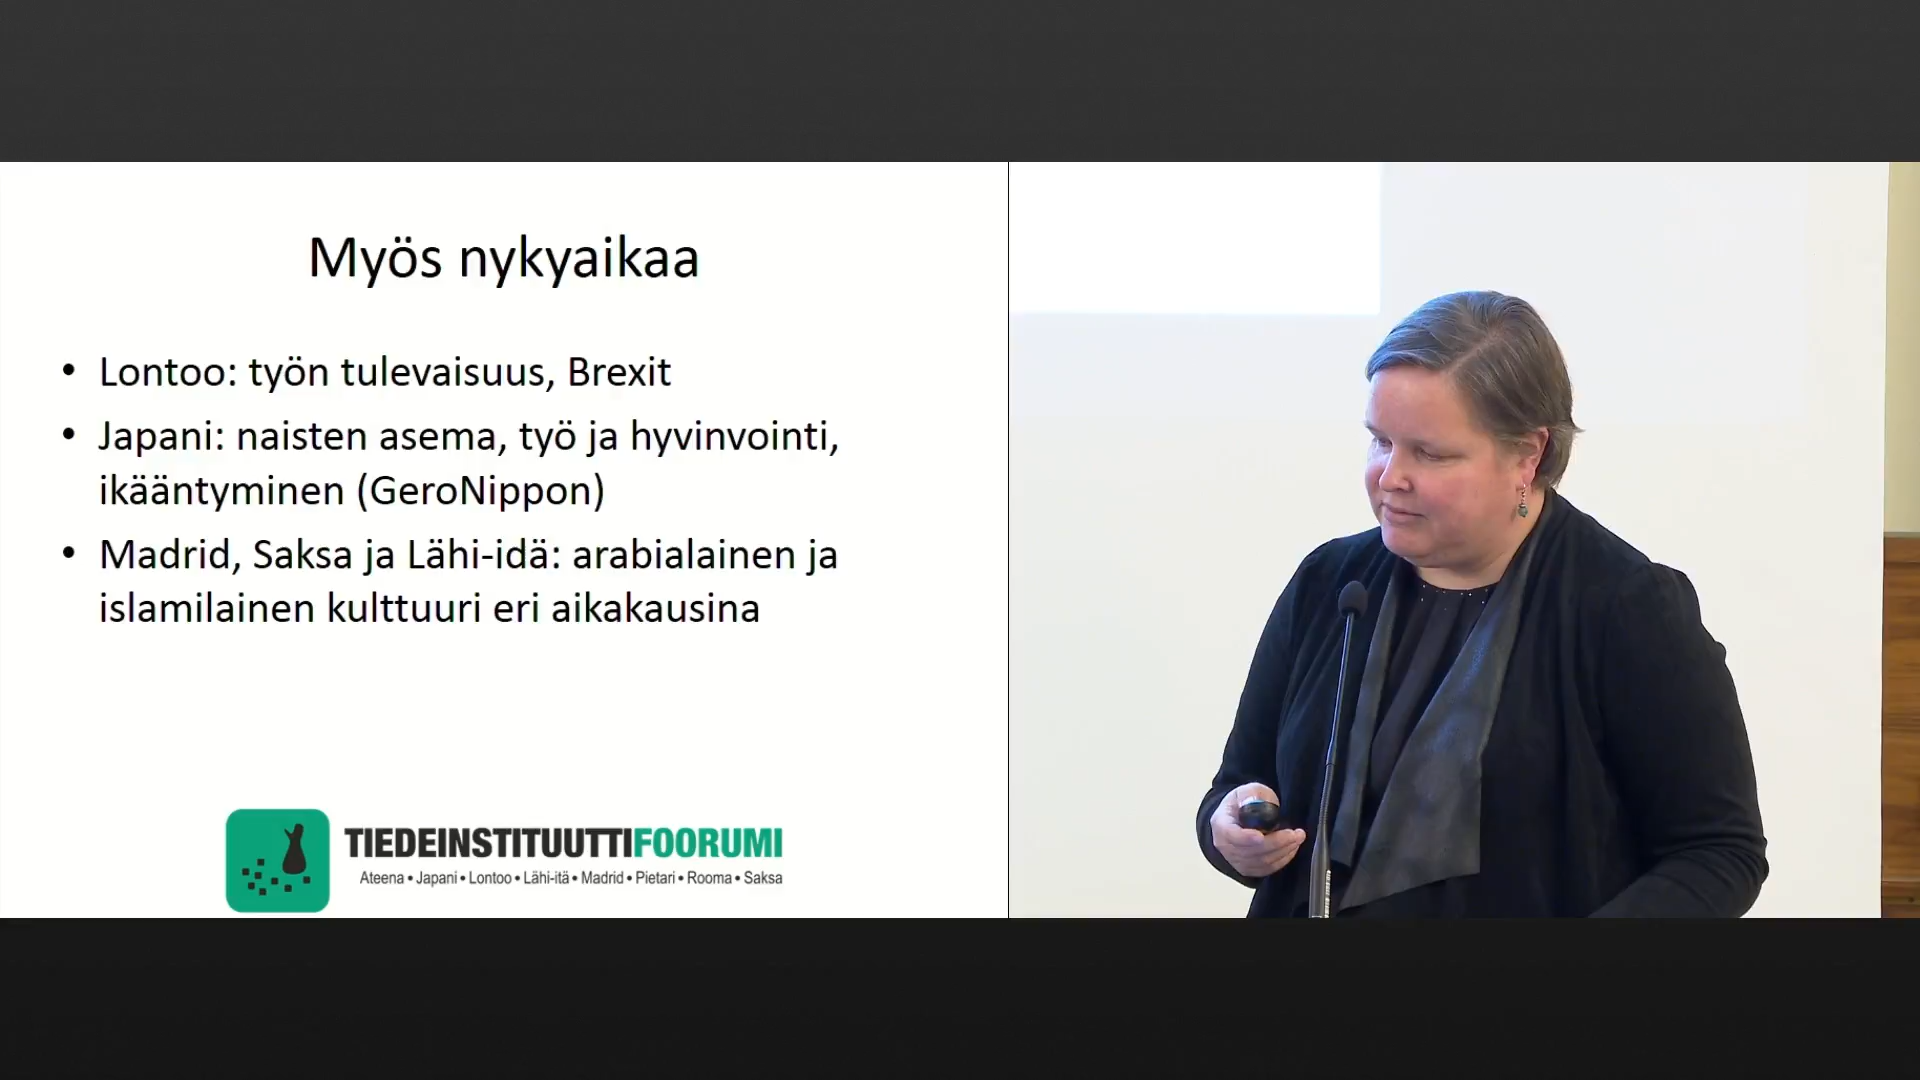 Myös nykyaikaa
• Lontoo: työn tulevaisuus, Brexit
• Japani: naisten asema, työ ja hyvinvointi,
ikääntyminen (GeroNippon)
• Madrid, Saksa ja Lähi-idä: arabialainen ja
islamilainen kulttuuri eri aikakausina
TIEDEINSTITUUTTIFOORUMI
Ateena • Japani • Lontoo • Lähi-itä • Madrid • Pietari • Rooma • Saksa